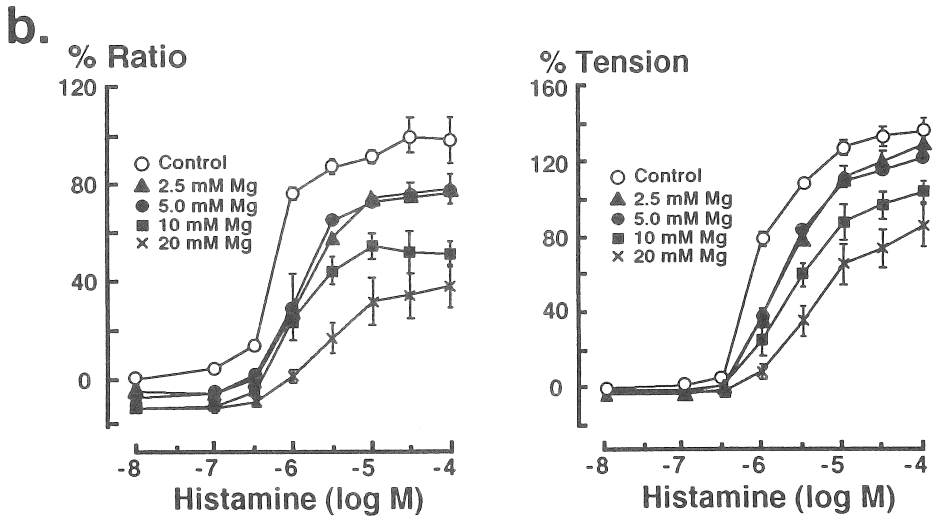 b.
% Ratio
120
80
40
0
Control
2.5 mM Mg
5.0 mM Mg
10 mM Mg
20 mM Mg
-8 -7 -6 -5 -4
Histamine (log M)
% Tension
160
120
80
40
0
Control
2.5 mM Mg
5.0 mM Mg
10 mM Mg
20 mM Mg
-8 -7 -6 -5 -4
Histamine (log M)